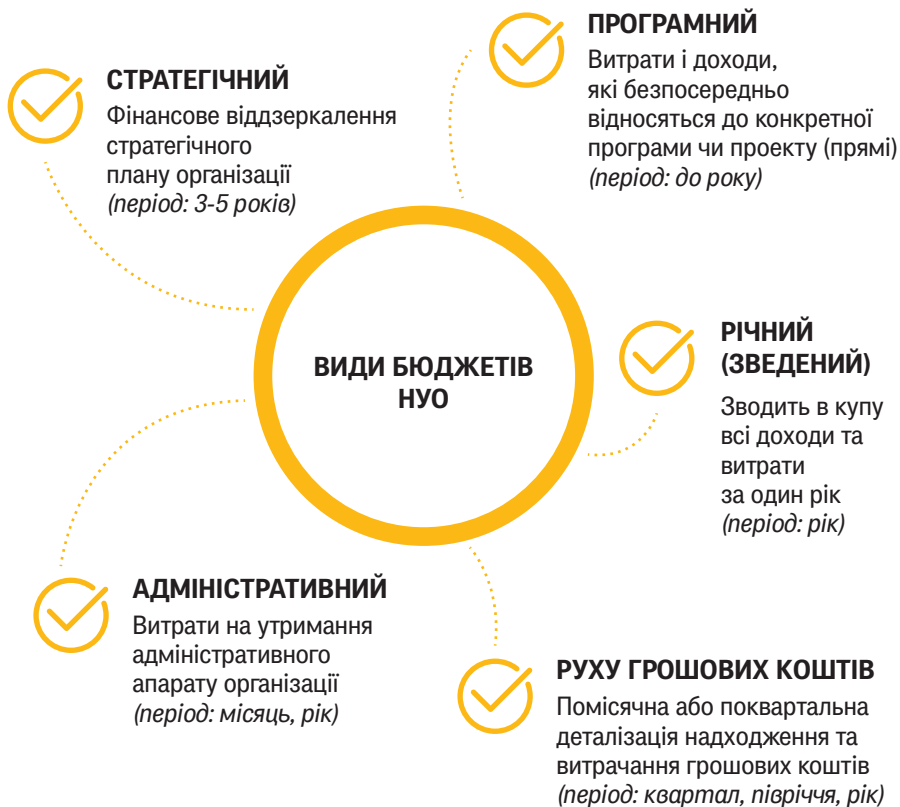 ПРОГРАМНИЙ
Витрати і доходи,
які безпосередньо
відносяться до конкретної
програми чи проекту (прямі)
(період: до року)
СТРАТЕГІЧНИЙ
Фінансове віддзеркалення
стратегічного
плану організації
(період: 3-5 років)
ВИДИ БЮДЖЕТІВ
НУО
РІЧНИЙ
(ЗВЕДЕНИЙ)
Зводить в купу
всі доходи та
витрати
за один рік
(період: рік)
АДМІНІСТРАТИВНИЙ
Витрати на утримання
адміністративного
апарату організації
(період: місяць, рік)
РУХУ ГРОШОВИХ КОШТІВ
Помісячна або поквартальна
деталізація надходження та
витрачання грошових коштів
(період: квартал, півріччя, рік)